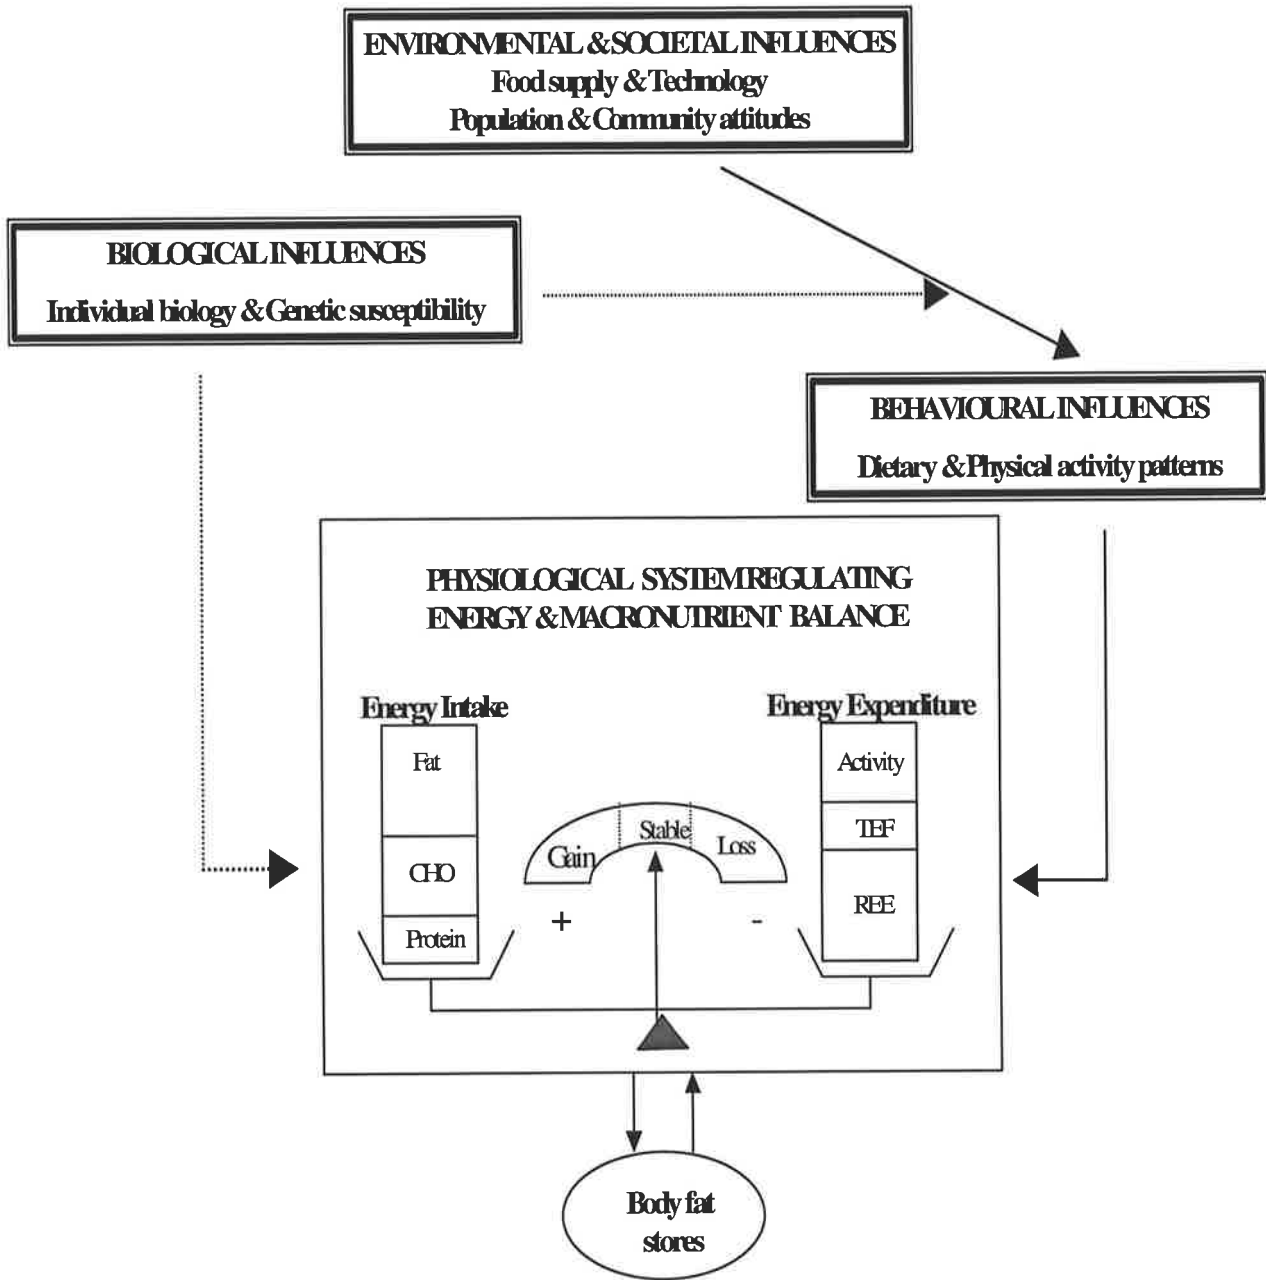 ENVIRONMENTAL & SOCIETAL INFLUENCES
Food supply & Technology
Population & Community attitudes
BIOLOGICAL INFLUENCES
Individual biology & Genetic susceptibility
BEHAVIOURAL INFLUENCES
Dietary & Physical activity patterns
PHYSIOLOGICAL SYSTEM REGULATING
ENERGY & MACRONUTRIENT BALANCE
Energy Intake
Energy Expenditure
Fat
CHO
Protein
Gain
Stable
Loss
+
-
Activity
TEF
REE
Body fat
stores